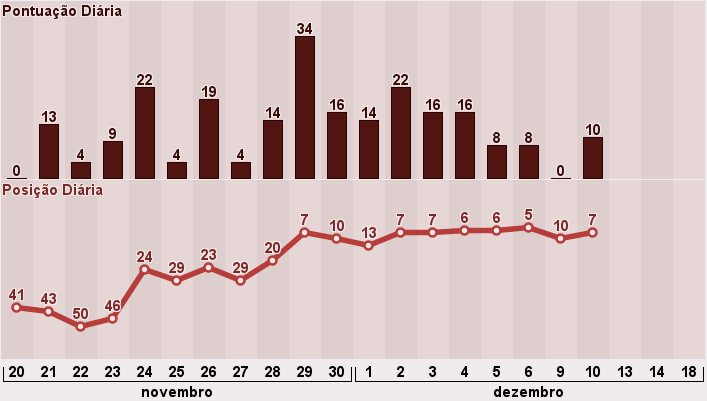 Pontuação Diária
0 13 4 9 22 4 19 4 14 34 16 14 22 16 16 8 8 0 10
Posição Diária
41 43 50 46 24 29 23 29 20 7 10 13 7 7 6 6 5 10 7
20 21 22 23 24 25 26 27 28 29 30 1 2 3 4 5 6 9 10 13 14 18
novembro dezembro